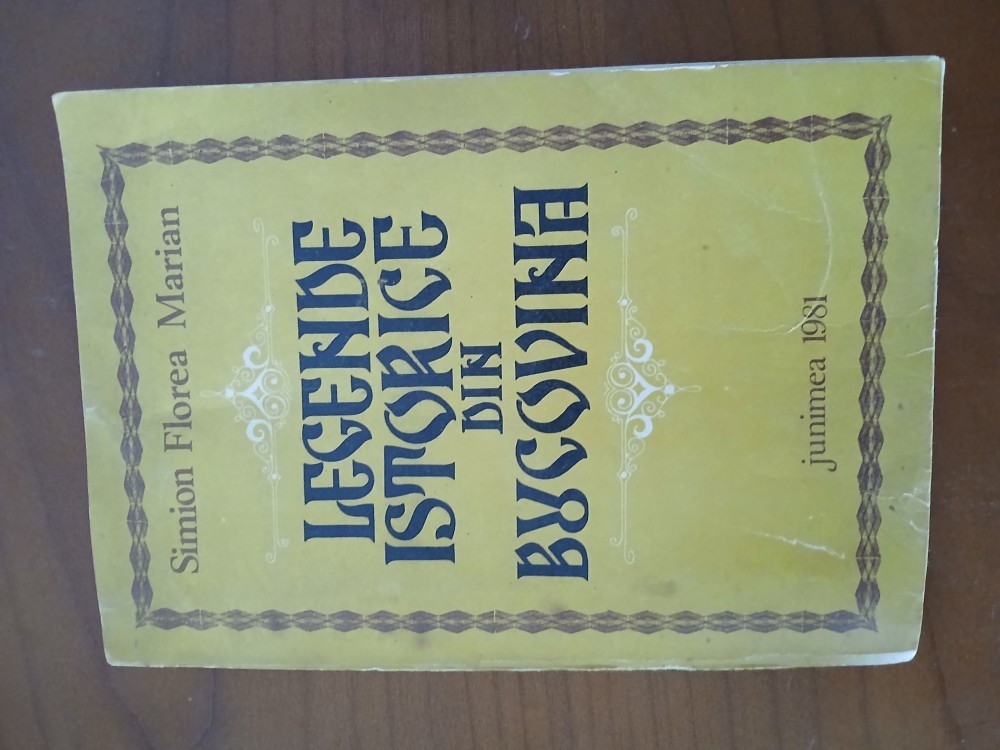 Simion Florea Marian
LEGENDE
ISTORICE
DIN
BUCOVINA
junimea 1981